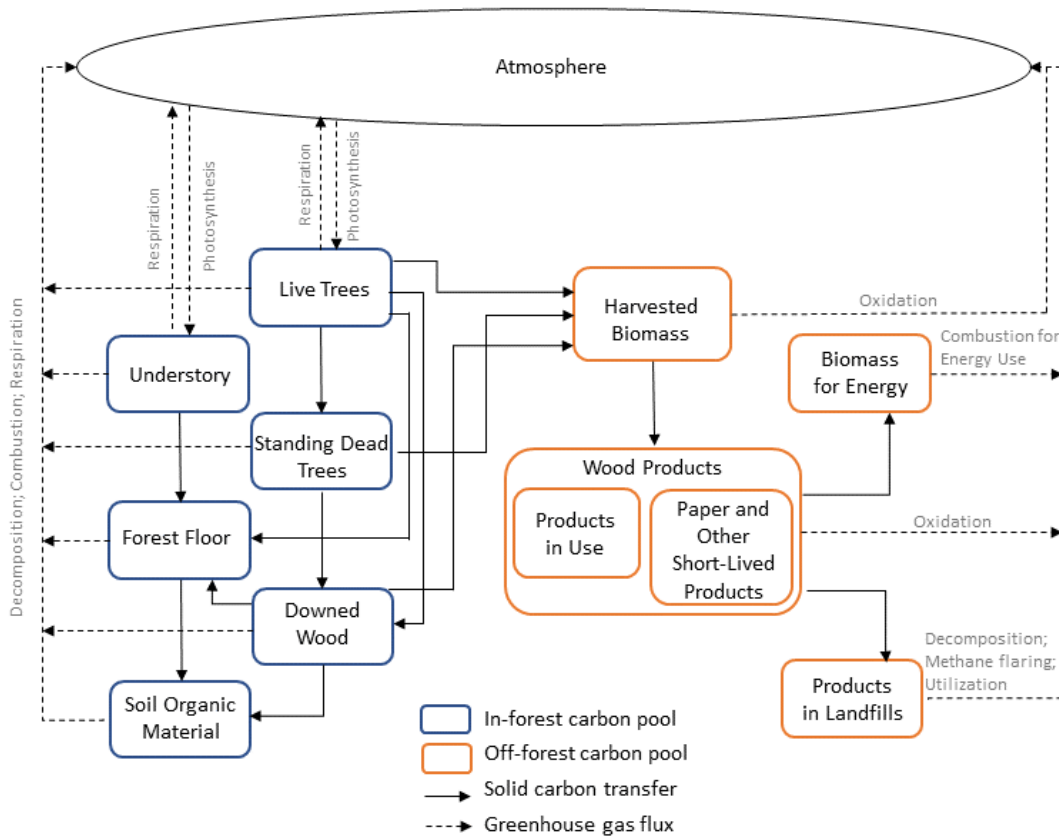 Atmosphere
Respiration
Photosynthesis
Respiration
Photosynthesis
Decomposition; Combustion; Respiration
Live Trees
Understory
Standing Dead
Trees
Forest Floor
Downed
Wood
Soil Organic
Material
Harvested
Biomass
Oxidation
Biomass
for Energy
Combustion for
Energy Use
Wood Products
Products
in Use
Paper and
Other
Short-Lived
Products
Oxidation
Products
in Landfills
Decomposition;
Methane flaring;
Utilization
In-forest carbon pool
Off-forest carbon pool
Solid carbon transfer
Greenhouse gas flux